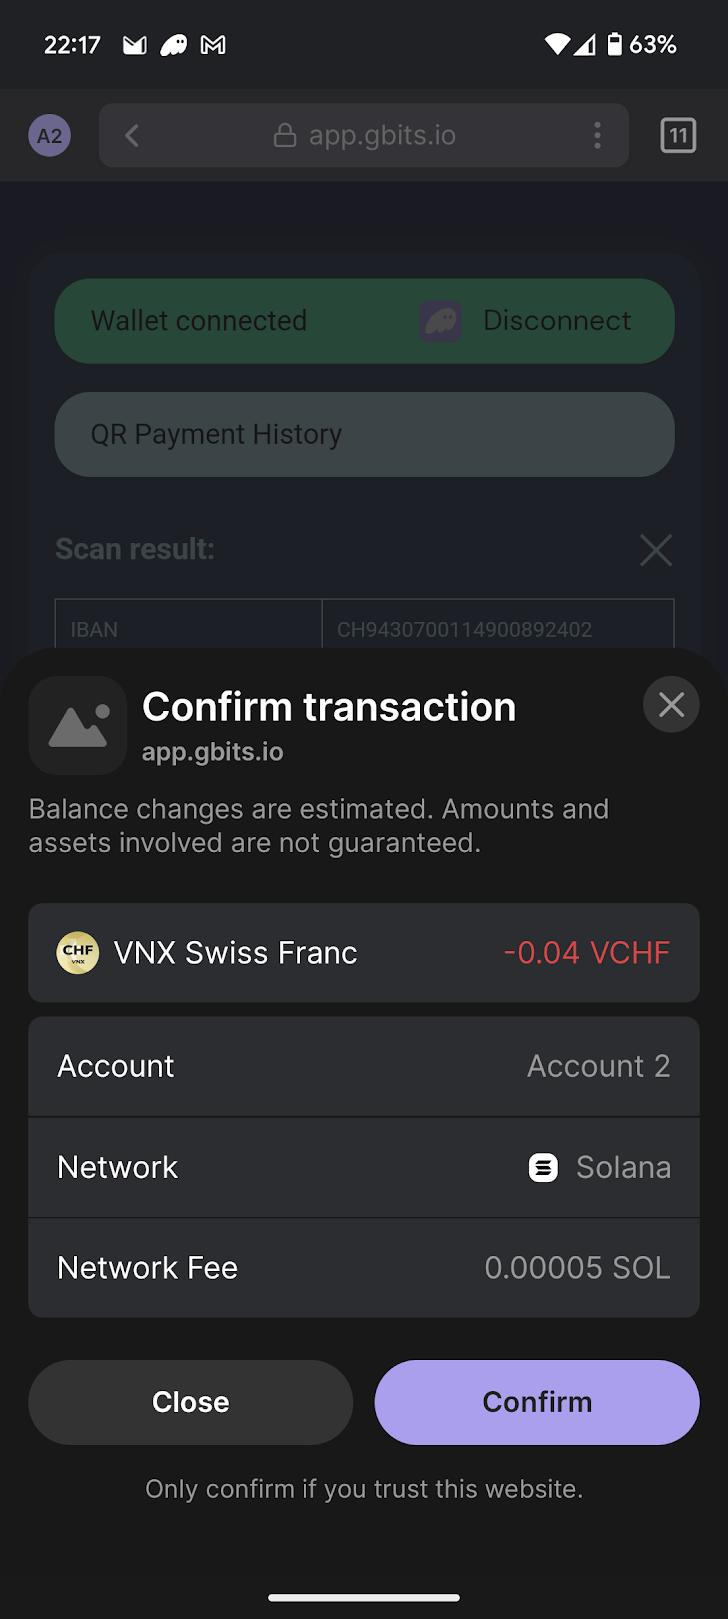 22:17 63%
A2 app.gbits.io 11
Wallet connected Disconnect
QR Payment History
Scan result:
IBAN CH9430700114900892402
Confirm transaction
app.gbits.io
Balance changes are estimated. Amounts and
assets involved are not guaranteed.
CHF
VNX
VNX Swiss Franc -0.04 VCHF
Account Account 2
Network Solana
Network Fee 0.00005 SOL
Close Confirm
Only confirm if you trust this website.